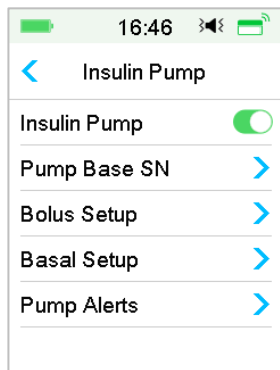 16:46
Insulin Pump
Insulin Pump
Pump Base SN
Bolus Setup
Basal Setup
Pump Alerts